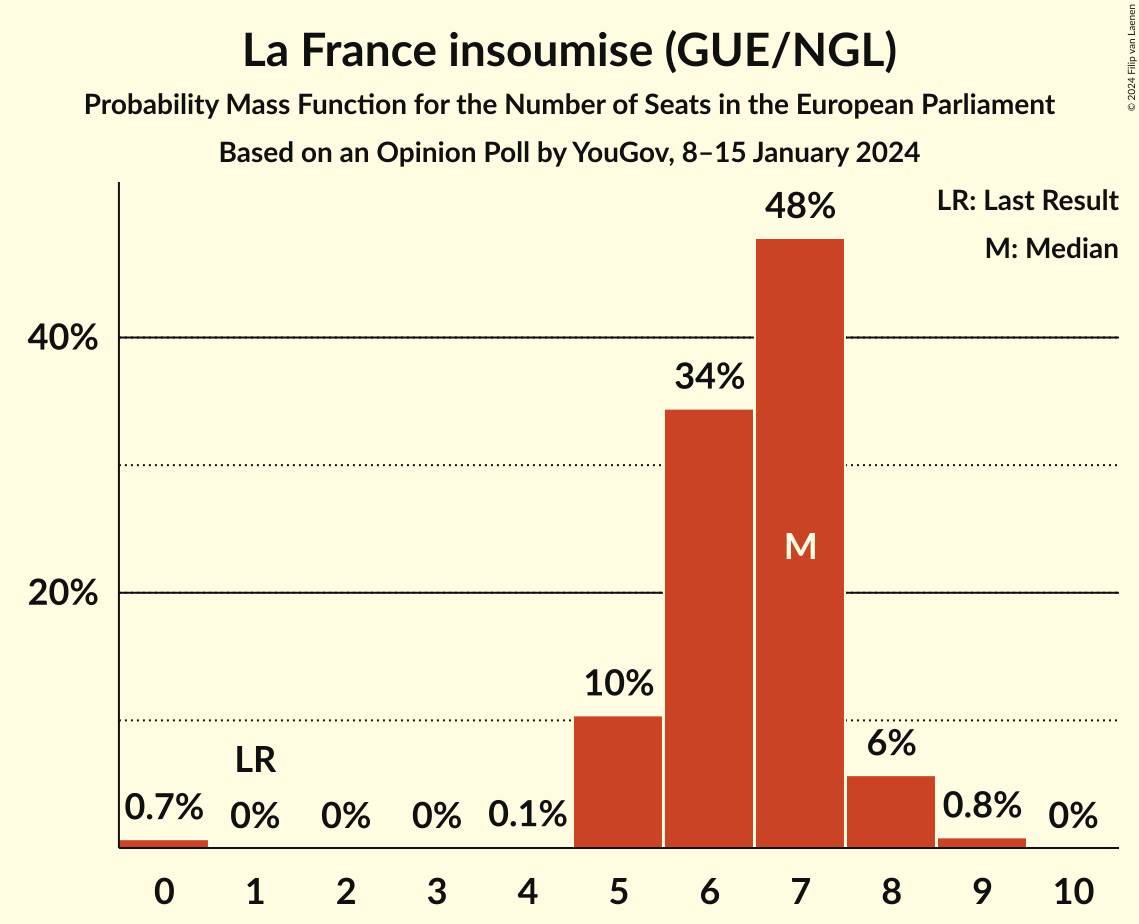 La France insoumise (GUE/NGL)
Probability Mass Function for the Number of Seats in the European Parliament
Based on an Opinion Poll by YouGov, 8–15 January 2024
© 2024 Filip van Laenen
LR: Last Result
M: Median
48%
40%
34%
M
20%
10%
6%
LR
0.7%
0%
0%
0%
0.1%
0.8%
0%
0 1 2 3 4 5 6 7 8 9 10